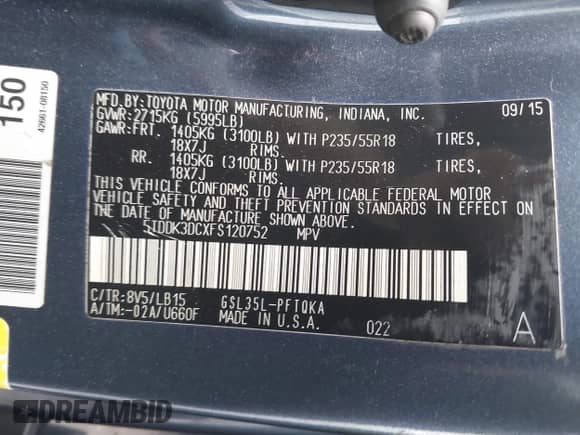 MFD.BY:TOYOTA MOTOR MANUFACTURING, INDIANA, INC. 09/15
GVWR:2715KG (5995LB)
GAWR:FRT. 1405KG (3100LB) WITH P235/55R18 TIRES,
18X7J RIMS.
RR. 1405KG (3100LB) WITH P235/55R18 TIRES,
18X7J RIMS.
THIS VEHICLE CONFORMS TO ALL APPLICABLE FEDERAL MOTOR
VEHICLE SAFETY AND THEFT PREVENTION STANDARDS IN EFFECT ON
THE DATE OF MANUFACTURE SHOWN ABOVE.
5TDDK3DCXFS120752 MPV
C/TR:8V5/LB15 GSL35L-PFTQKA
A/TM:-02A/U660F MADE IN U.S.A. 022 A
150
42661-08150
DREAMBID